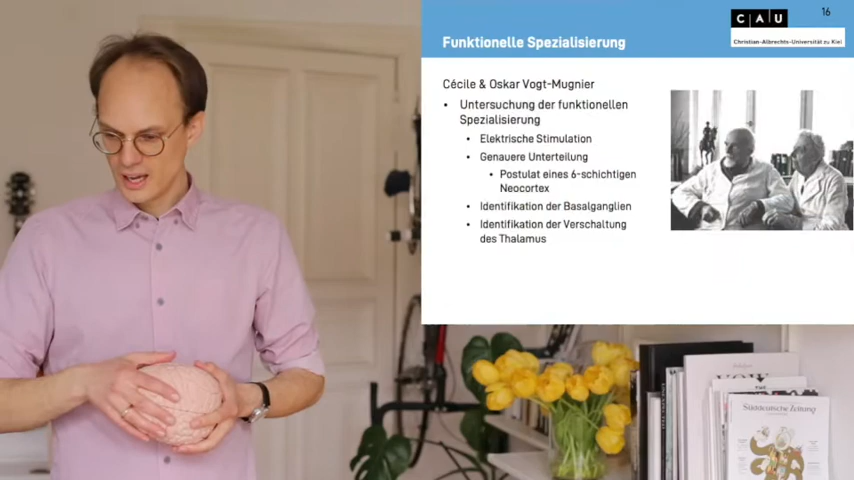 16
CAU
Christian-Albrechts-Universität zu Kiel
Funktionelle Spezialisierung
Cécile & Oskar Vogt-Mugnier
• Untersuchung der funktionellen
Spezialisierung
• Elektrische Stimulation
• Genauere Unterteilung
• Postulat eines 6-schichtigen
Neocortex
• Identifikation der Basalganglien
• Identifikation der Verschaltung
des Thalamus
Süddeutsche Zeitung